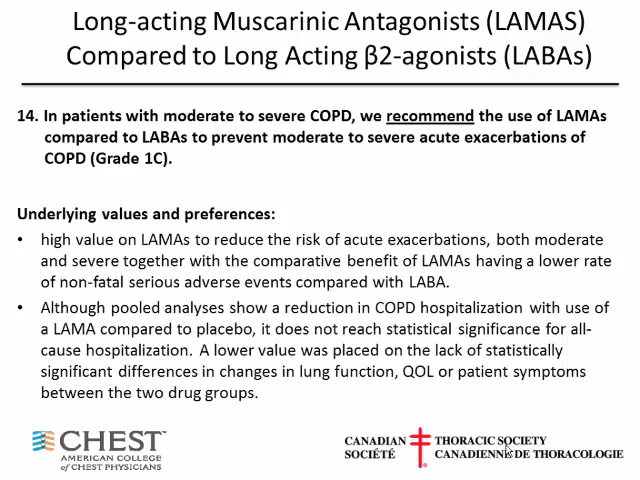 Long-acting Muscarinic Antagonists (LAMAS)
Compared to Long Acting β2-agonists (LABAs)
14. In patients with moderate to severe COPD, we recommend the use of LAMAs
compared to LABAs to prevent moderate to severe acute exacerbations of
COPD (Grade 1C).
Underlying values and preferences:
• high value on LAMAs to reduce the risk of acute exacerbations, both moderate
and severe together with the comparative benefit of LAMAs having a lower rate
of non-fatal serious adverse events compared with LABA.
• Although pooled analyses show a reduction in COPD hospitalization with use of
a LAMA compared to placebo, it does not reach statistical significance for all-
cause hospitalization. A lower value was placed on the lack of statistically
significant differences in changes in lung function, QOL or patient symptoms
between the two drug groups.
CHEST™
AMERICAN COLLEGE
of CHEST PHYSICIANS
CANADIAN THORACIC SOCIETY
SOCIÉTÉ CANADIENNE DE THORACOLOGIE